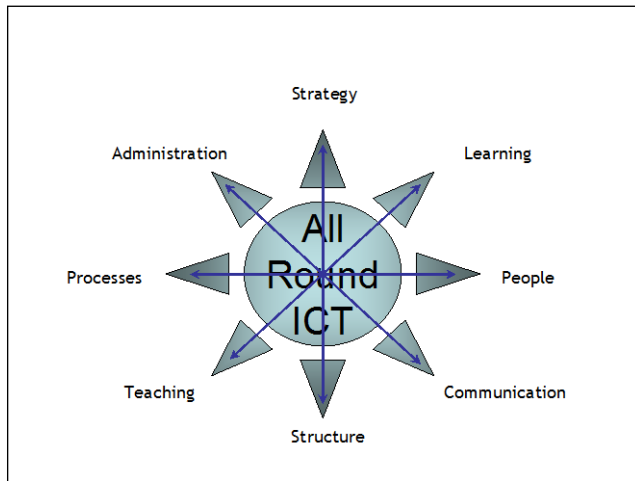 Strategy
Administration
Learning
All
Round
ICT
Processes
People
Teaching
Communication
Structure